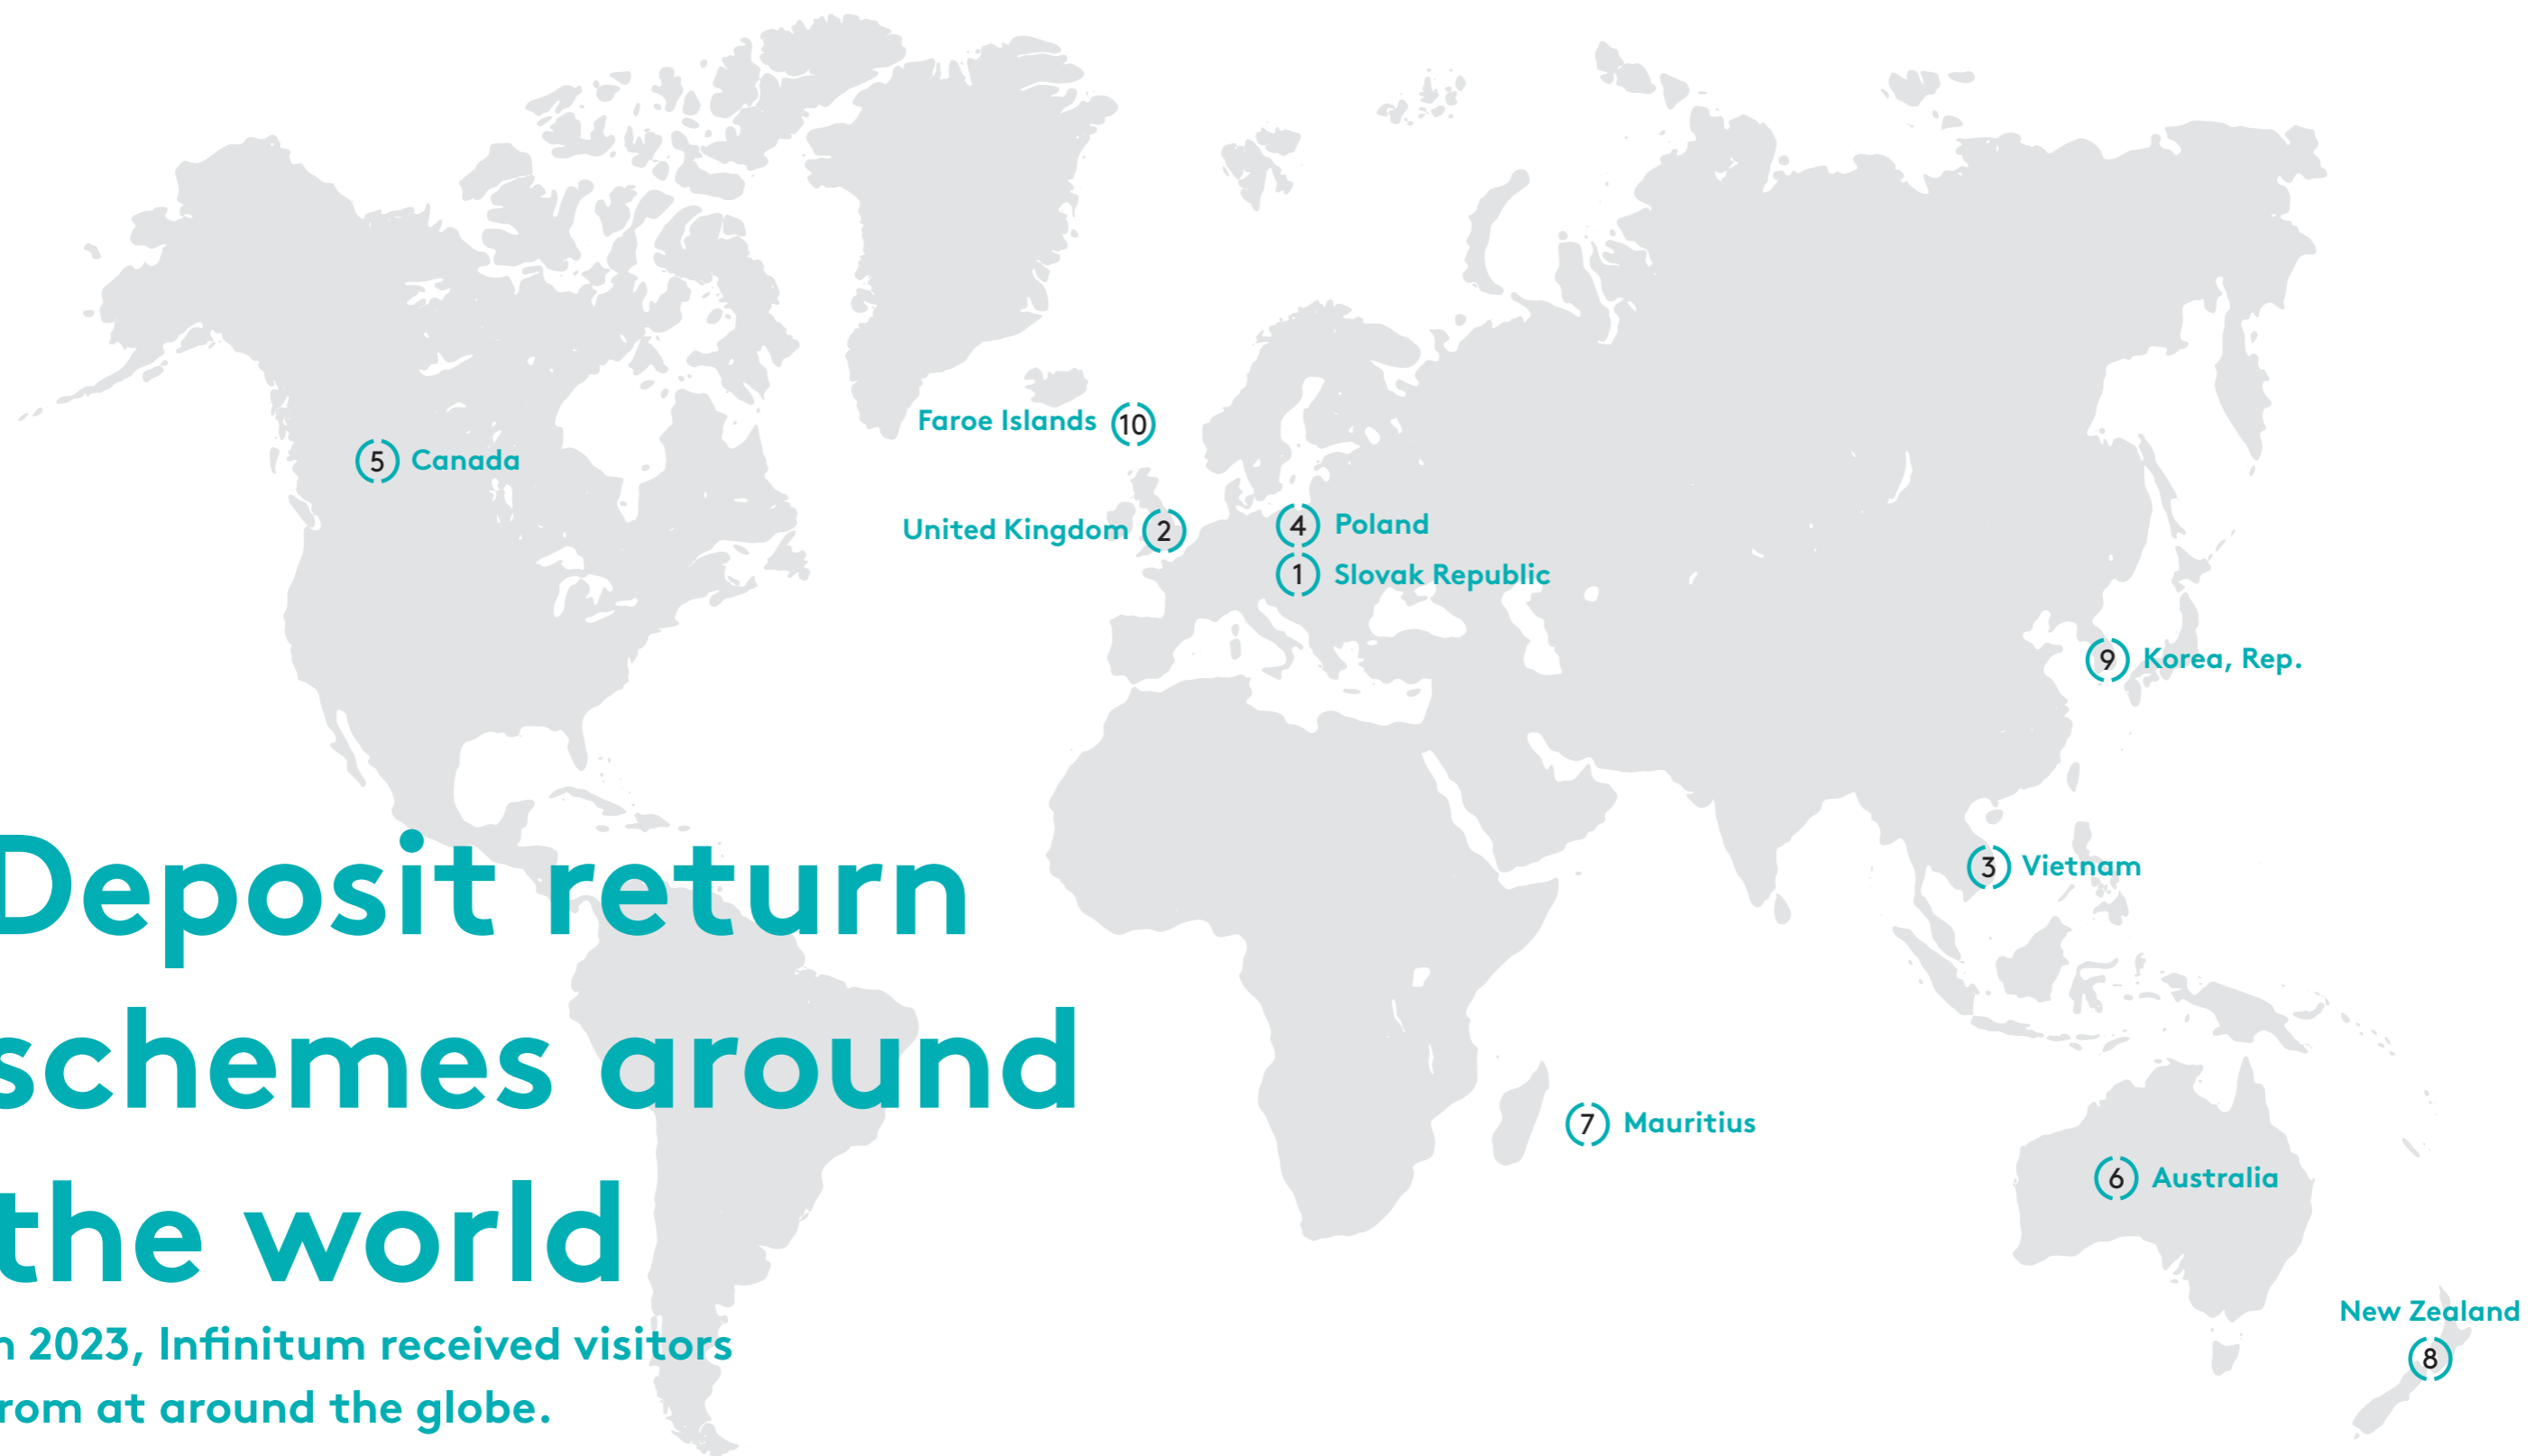 Faroe Islands 10
5 Canada
United Kingdom 2
4 Poland
1 Slovak Republic
9 Korea, Rep.
3 Vietnam
Deposit return
schemes around
the world
7 Mauritius
6 Australia
New Zealand
8
n 2023, Infinitum received visitors
rom at around the globe.